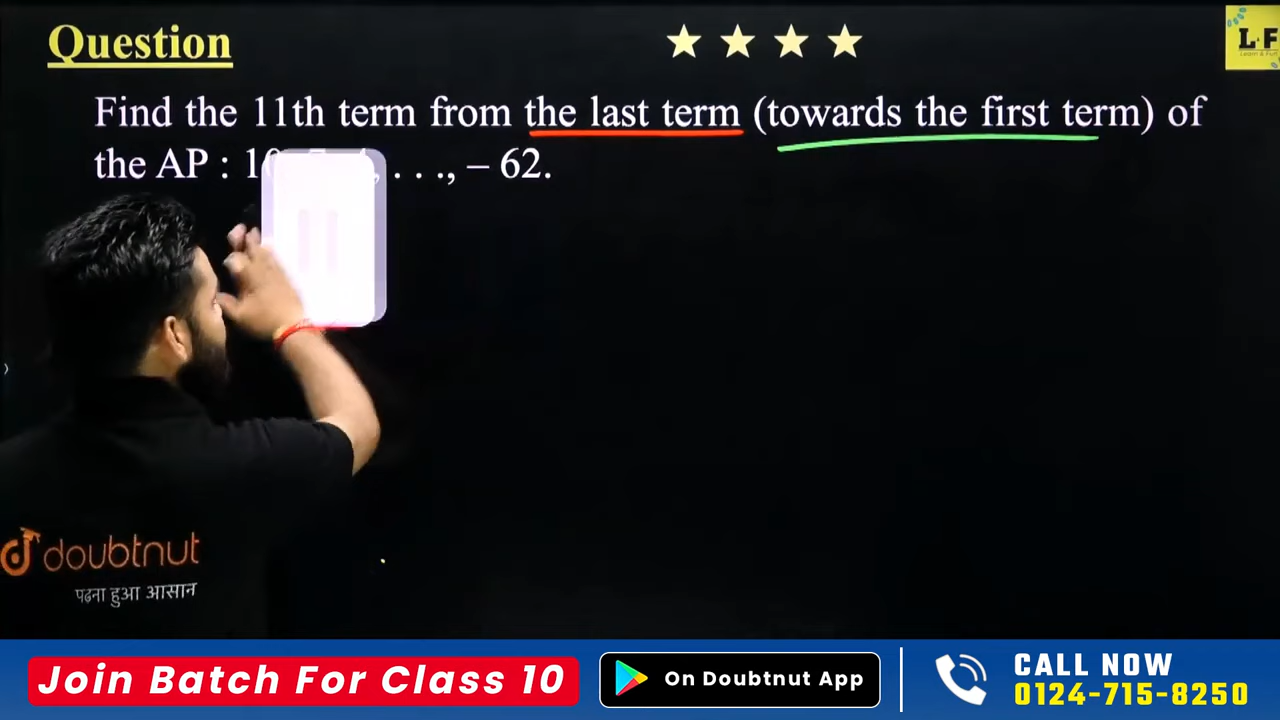 Question
L·F
Find the 11th term from the last term (towards the first term) of
the AP : 10, . . ., – 62.
doubtnut
पढ़ना हुआ आसान
Join Batch For Class 10
On Doubtnut App
CALL NOW
0124-715-8250